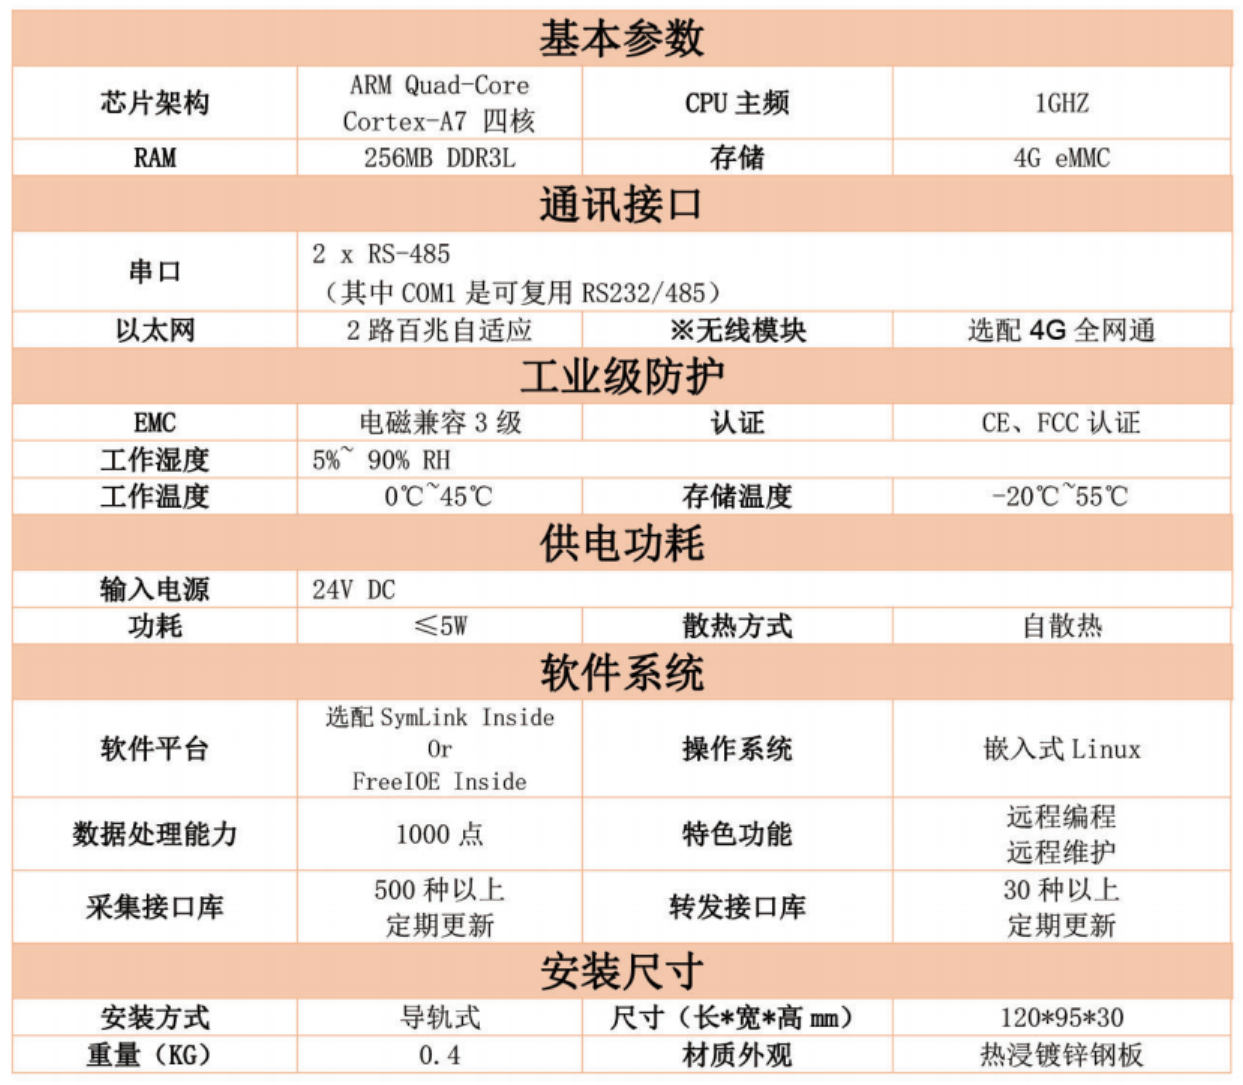 基本参数
芯片架构
ARM Quad-Core
Cortex-A7 四核
CPU 主频
1GHZ
RAM
256MB DDR3L
存储
4G eMMC
通讯接口
串口
2 x RS-485
（其中 COM1 是可复用 RS232/485）
以太网
2 路百兆自适应
※无线模块
选配 4G 全网通
工业级防护
EMC
电磁兼容 3 级
认证
CE、FCC 认证
工作湿度
5%~ 90% RH
工作温度
0℃~45℃
存储温度
-20℃~55℃
供电功耗
输入电源
24V DC
功耗
≤5W
散热方式
自散热
软件系统
软件平台
选配 SymLink Inside
Or
FreeIOE Inside
操作系统
嵌入式 Linux
数据处理能力
1000 点
特色功能
远程编程
远程维护
采集接口库
500 种以上
定期更新
转发接口库
30 种以上
定期更新
安装尺寸
安装方式
导轨式
尺寸（长*宽*高 mm）
120*95*30
重量（KG）
0.4
材质外观
热浸镀锌钢板